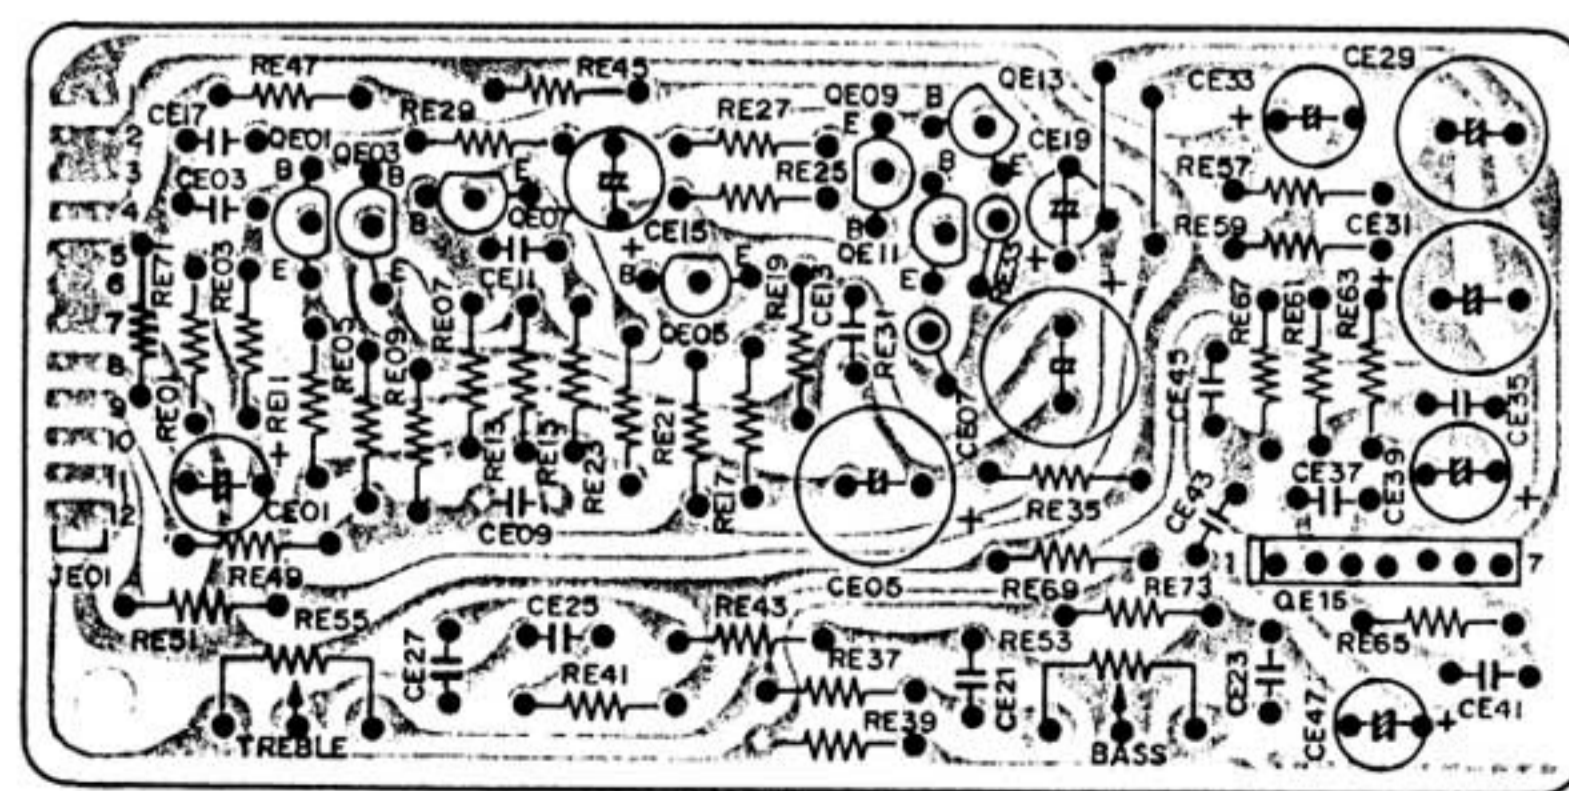 RE47
RE45
QE13
CE33
CE29
1
CE17
RE29
QE09
B
CE19
+
2
QE01
QE03
RE27
E
3
B
B
E
RE25
B
E
RE57
CE03
4
B
QE07
CE15
+
B
QE11
RE59
CE31
5
RE71
RE03
E
E
CE11
B
E
RE19
CE13
E
RE33
+
+
+
6
RE07
QE05
RE67
RE61
RE63
7
RE05
RE09
RE31
CE45
8
CE07
9
RE01
RE11
RE21
CE35
10
+
RE13
RE15
RE23
RE17
CE37
CE39
11
CE01
CE09
+
RE35
CE43
+
12
JE01
RE49
CE05
RE69
RE73
1
7
QE15
RE51
RE55
CE25
RE43
RE53
RE65
CE27
RE41
RE37
CE21
CE23
CE47
CE41
RE39
+
TREBLE
BASS